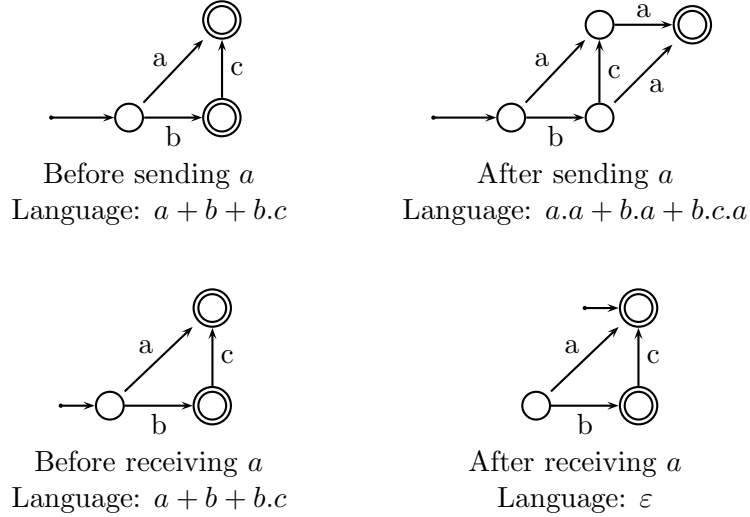 a
a
a
c
a
c
a
b
b
Before sending a
After sending a
Language: a + b + b.c
Language: a.a + b.a + b.c.a
a
c
a
c
b
b
Before receiving a
After receiving a
Language: a + b + b.c
Language: ε